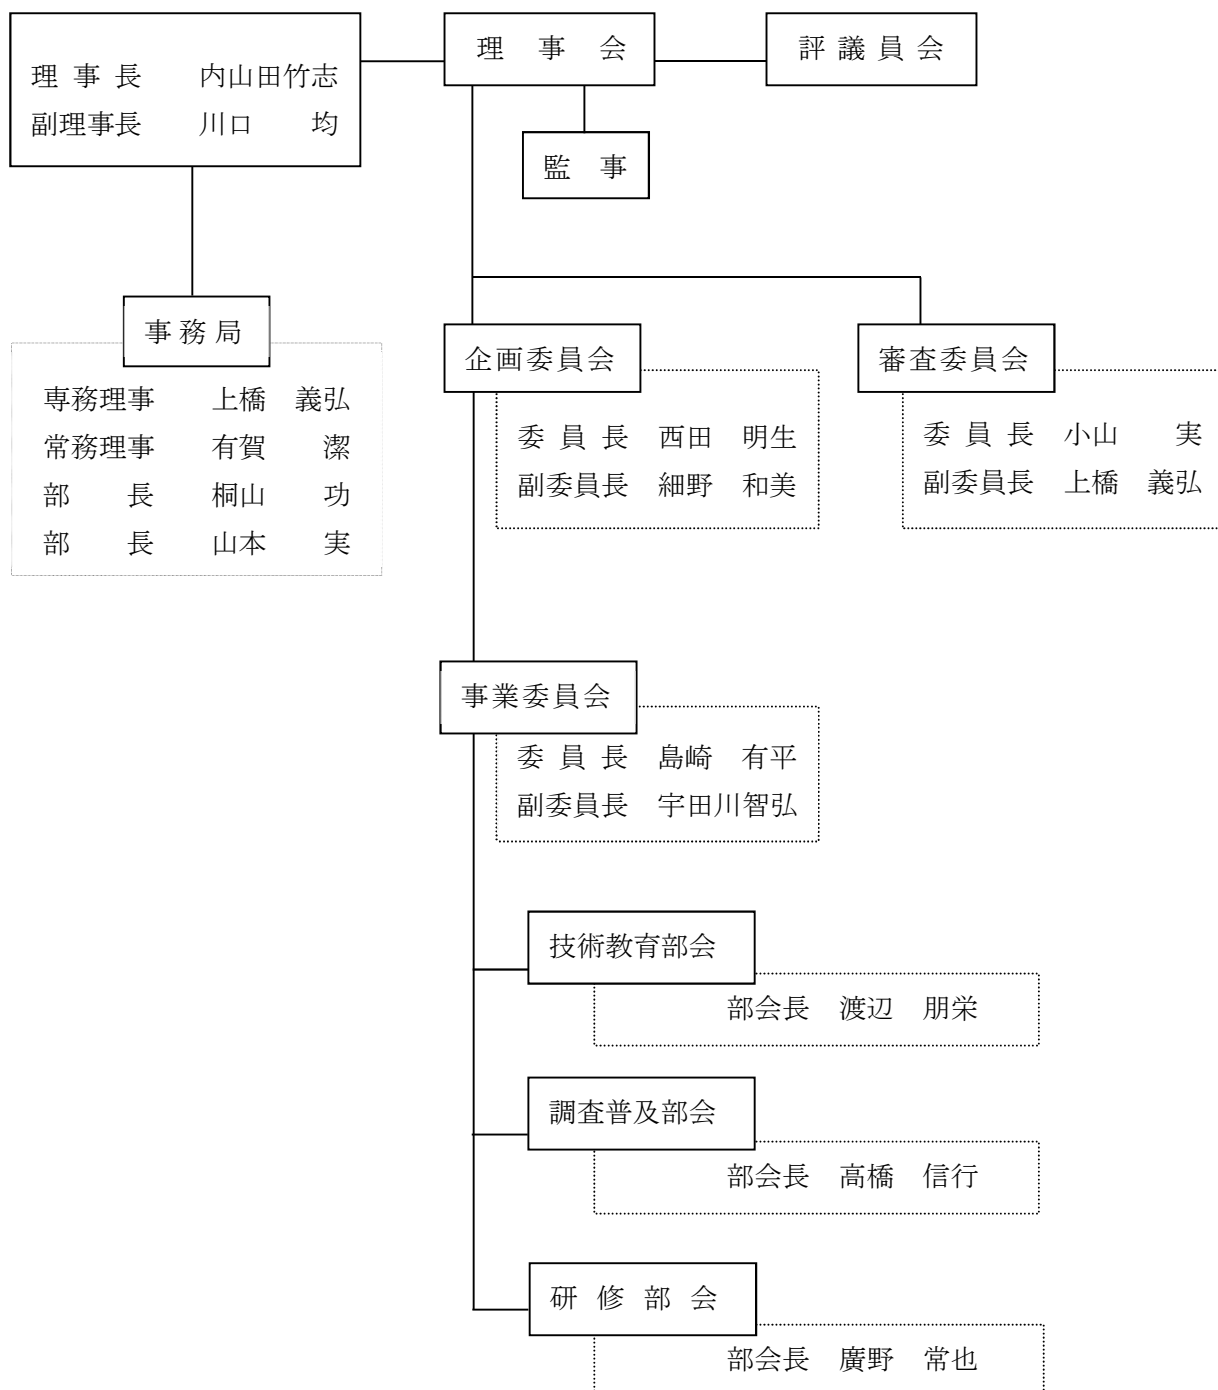 理 事 長　　内山田竹志
副理事長　　川口　　均
理　事　会
評 議 員 会
監　事
事 務 局
専務理事　　上橋　義弘
常務理事　　有賀　　潔
部　　長　　桐山　　功
部　　長　　山本　　実
企画委員会
委 員 長　西田　明生
副委員長　細野　和美
審査委員会
委 員 長　小山　　実
副委員長　上橋　義弘
事業委員会
委 員 長　島崎　有平
副委員長　宇田川智弘
技術教育部会
部会長　渡辺　朋栄
調査普及部会
部会長　高橋　信行
研 修 部 会
部会長　廣野　常也